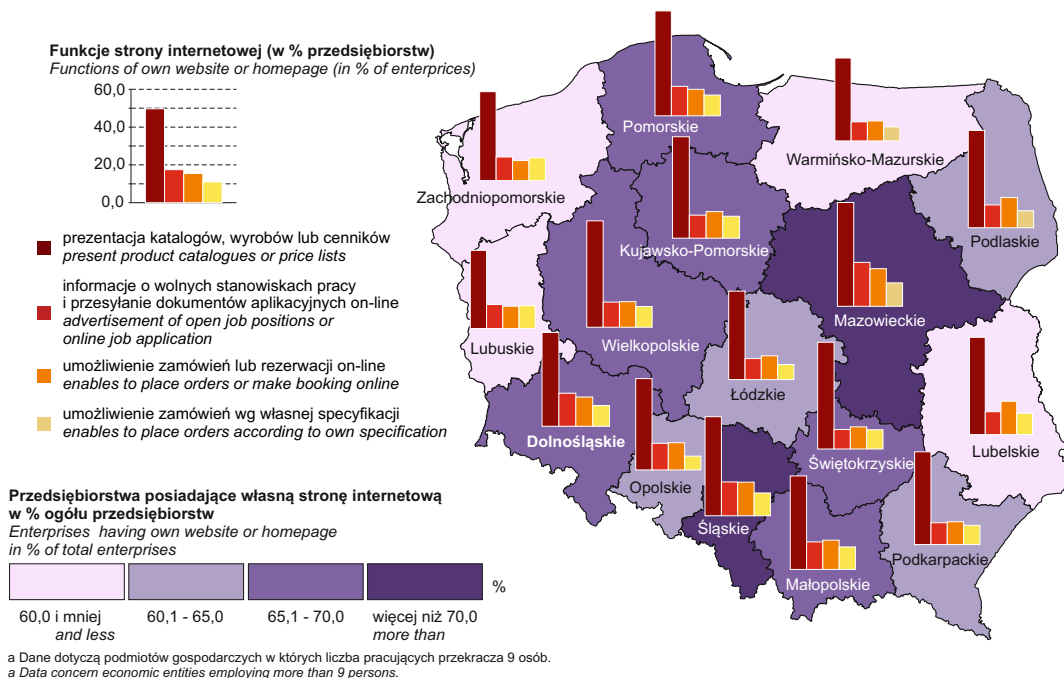 Funkcje strony internetowej (w % przedsiębiorstw)
Functions of own website or homepage (in % of enterprices)
60,0
40,0
20,0
0,0
prezentacja katalogów, wyrobów lub cenników
present product catalogues or price lists
informacje o wolnych stanowiskach pracy
i przesyłanie dokumentów aplikacyjnych on-line
advertisement of open job positions or
online job application
umożliwienie zamówień lub rezerwacji on-line
enables to place orders or make booking online
umożliwienie zamówień wg własnej specyfikacji
enables to place orders according to own specification
Pomorskie
Warmińsko-Mazurskie
Zachodniopomorskie
Podlaskie
Kujawsko-Pomorskie
Mazowieckie
Lubuskie
Wielkopolskie
Łódzkie
Dolnośląskie
Lubelskie
Świętokrzyskie
Opolskie
Śląskie
Podkarpackie
Małopolskie
Przedsiębiorstwa posiadające własną stronę internetową
w % ogółu przedsiębiorstw
Enterprises having own website or homepage
in % of total enterprises
%
60,0 i mniej
and less
60,1 - 65,0
65,1 - 70,0
więcej niż 70,0
more than
a Dane dotyczą podmiotów gospodarczych w których liczba pracujących przekracza 9 osób.
a Data concern economic entities employing more than 9 persons.